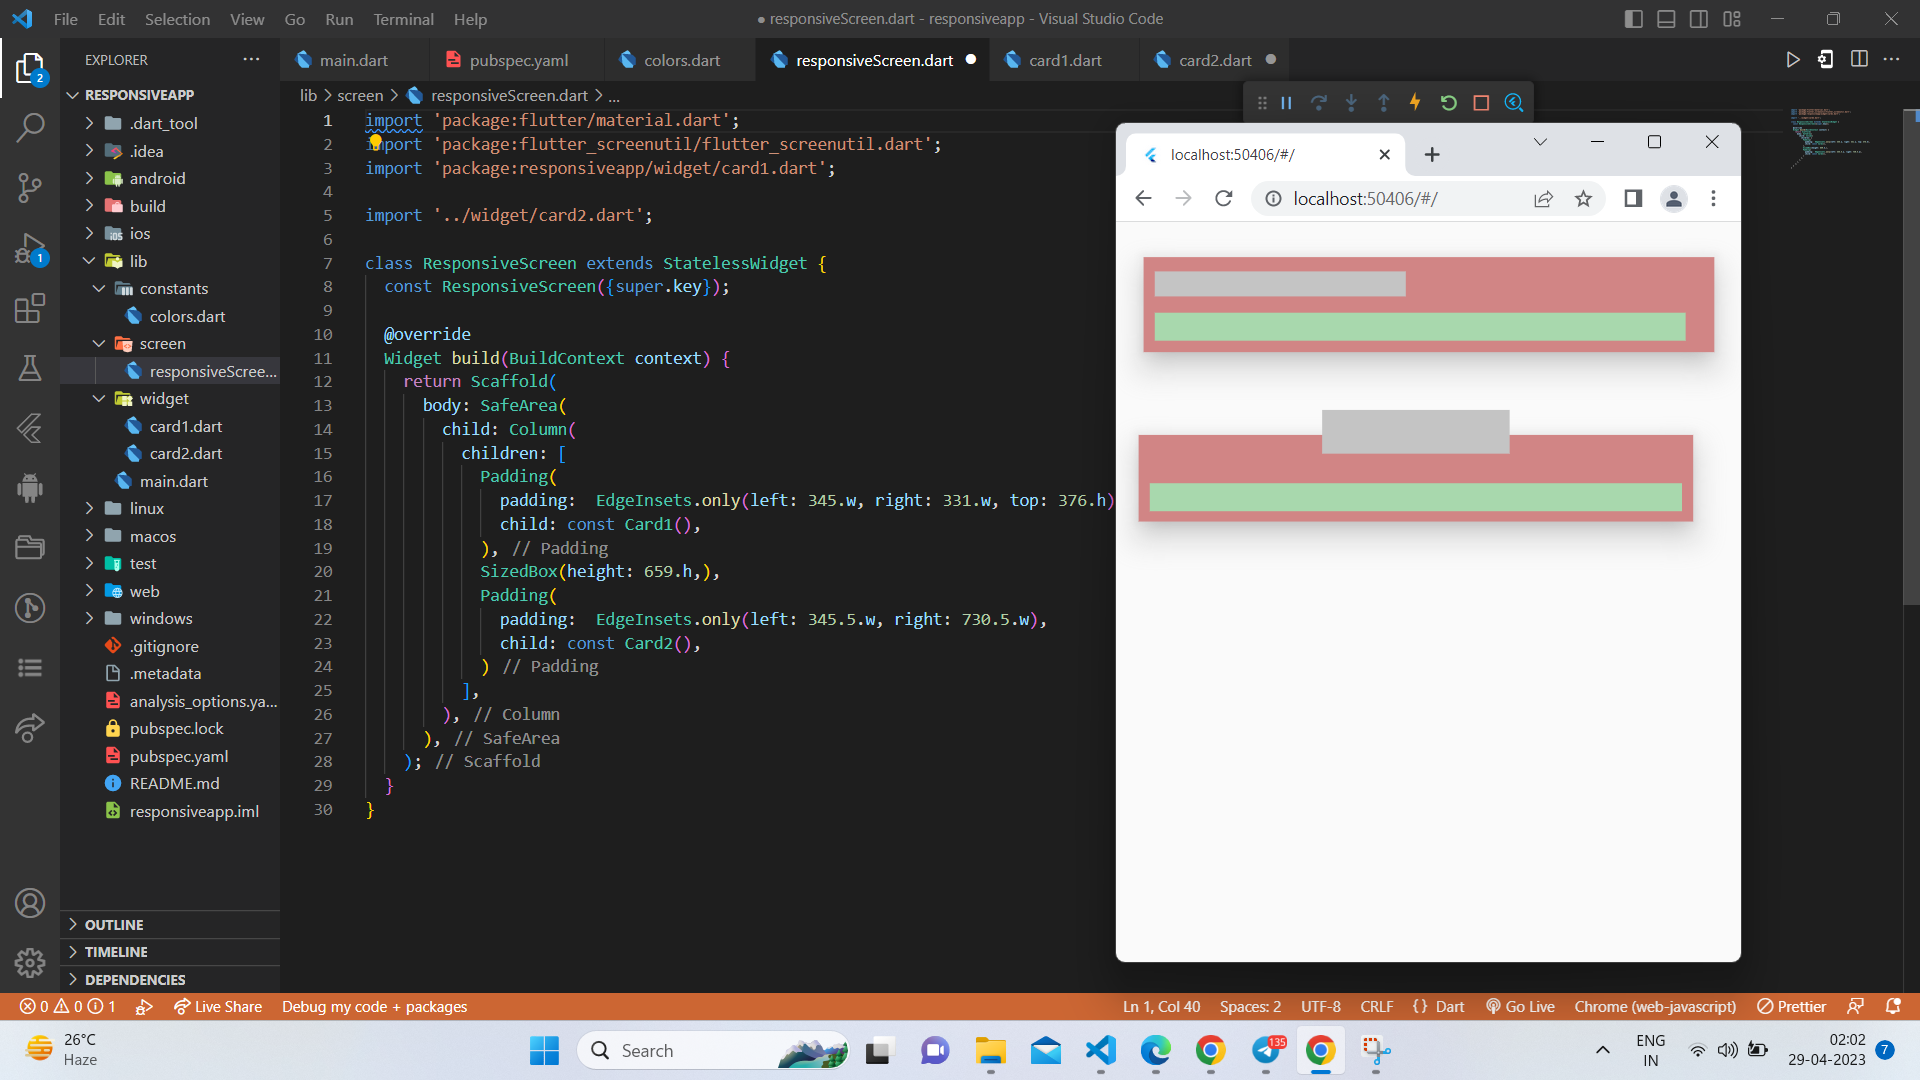 File Edit Selection View Go Run Terminal Help
● responsiveScreen.dart - responsiveapp - Visual Studio Code
EXPLORER
main.dart
pubspec.yaml
colors.dart
responsiveScreen.dart
card1.dart
card2.dart
RESPONSIVEAPP
.dart_tool
.idea
android
build
ios
lib
constants
colors.dart
screen
responsiveScree...
widget
card1.dart
card2.dart
main.dart
linux
macos
test
web
windows
.gitignore
.metadata
analysis_options.ya...
pubspec.lock
pubspec.yaml
README.md
responsiveapp.iml
OUTLINE
TIMELINE
DEPENDENCIES
2
1
lib > screen > responsiveScreen.dart > ...
1 import 'package:flutter/material.dart';
2 import 'package:flutter_screenutil/flutter_screenutil.dart';
3 import 'package:responsiveapp/widget/card1.dart';
4
5 import '../widget/card2.dart';
6
7 class ResponsiveScreen extends StatelessWidget {
8 const ResponsiveScreen({super.key});
9
10 @override
11 Widget build(BuildContext context) {
12 return Scaffold(
13 body: SafeArea(
14 child: Column(
15 children: [
16 Padding(
17 padding:  EdgeInsets.only(left: 345.w, right: 331.w, top: 376.h)
18 child: const Card1(),
19 ), // Padding
20 SizedBox(height: 659.h,),
21 Padding(
22 padding:  EdgeInsets.only(left: 345.5.w, right: 730.5.w),
23 child: const Card2(),
24 ) // Padding
25 ],
26 ), // Column
27 ), // SafeArea
28 ); // Scaffold
29 }
30 }
localhost:50406/#/
localhost:50406/#/
0 0 1
Live Share
Debug my code + packages
Ln 1, Col 40
Spaces: 2
UTF-8
CRLF
{ } Dart
Go Live
Chrome (web-javascript)
Prettier
26°C
Haze
Search
135
ENG
IN
02:02
29-04-2023
7